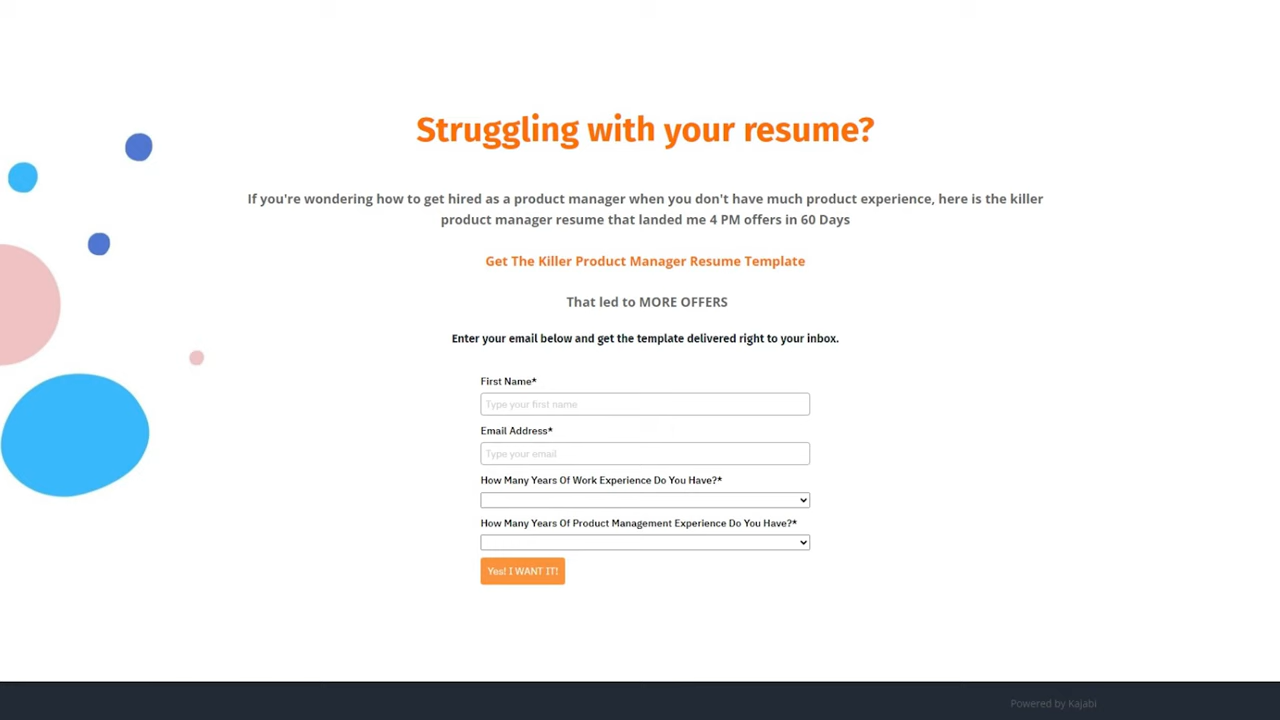 Struggling with your resume?
If you're wondering how to get hired as a product manager when you don't have much product experience, here is the killer
product manager resume that landed me 4 PM offers in 60 Days
Get The Killer Product Manager Resume Template
That led to MORE OFFERS
Enter your email below and get the template delivered right to your inbox.
First Name*
Type your first name
Email Address*
Type your email
How Many Years Of Work Experience Do You Have?*
How Many Years Of Product Management Experience Do You Have?*
Yes! I WANT IT!
Powered by Kajabi